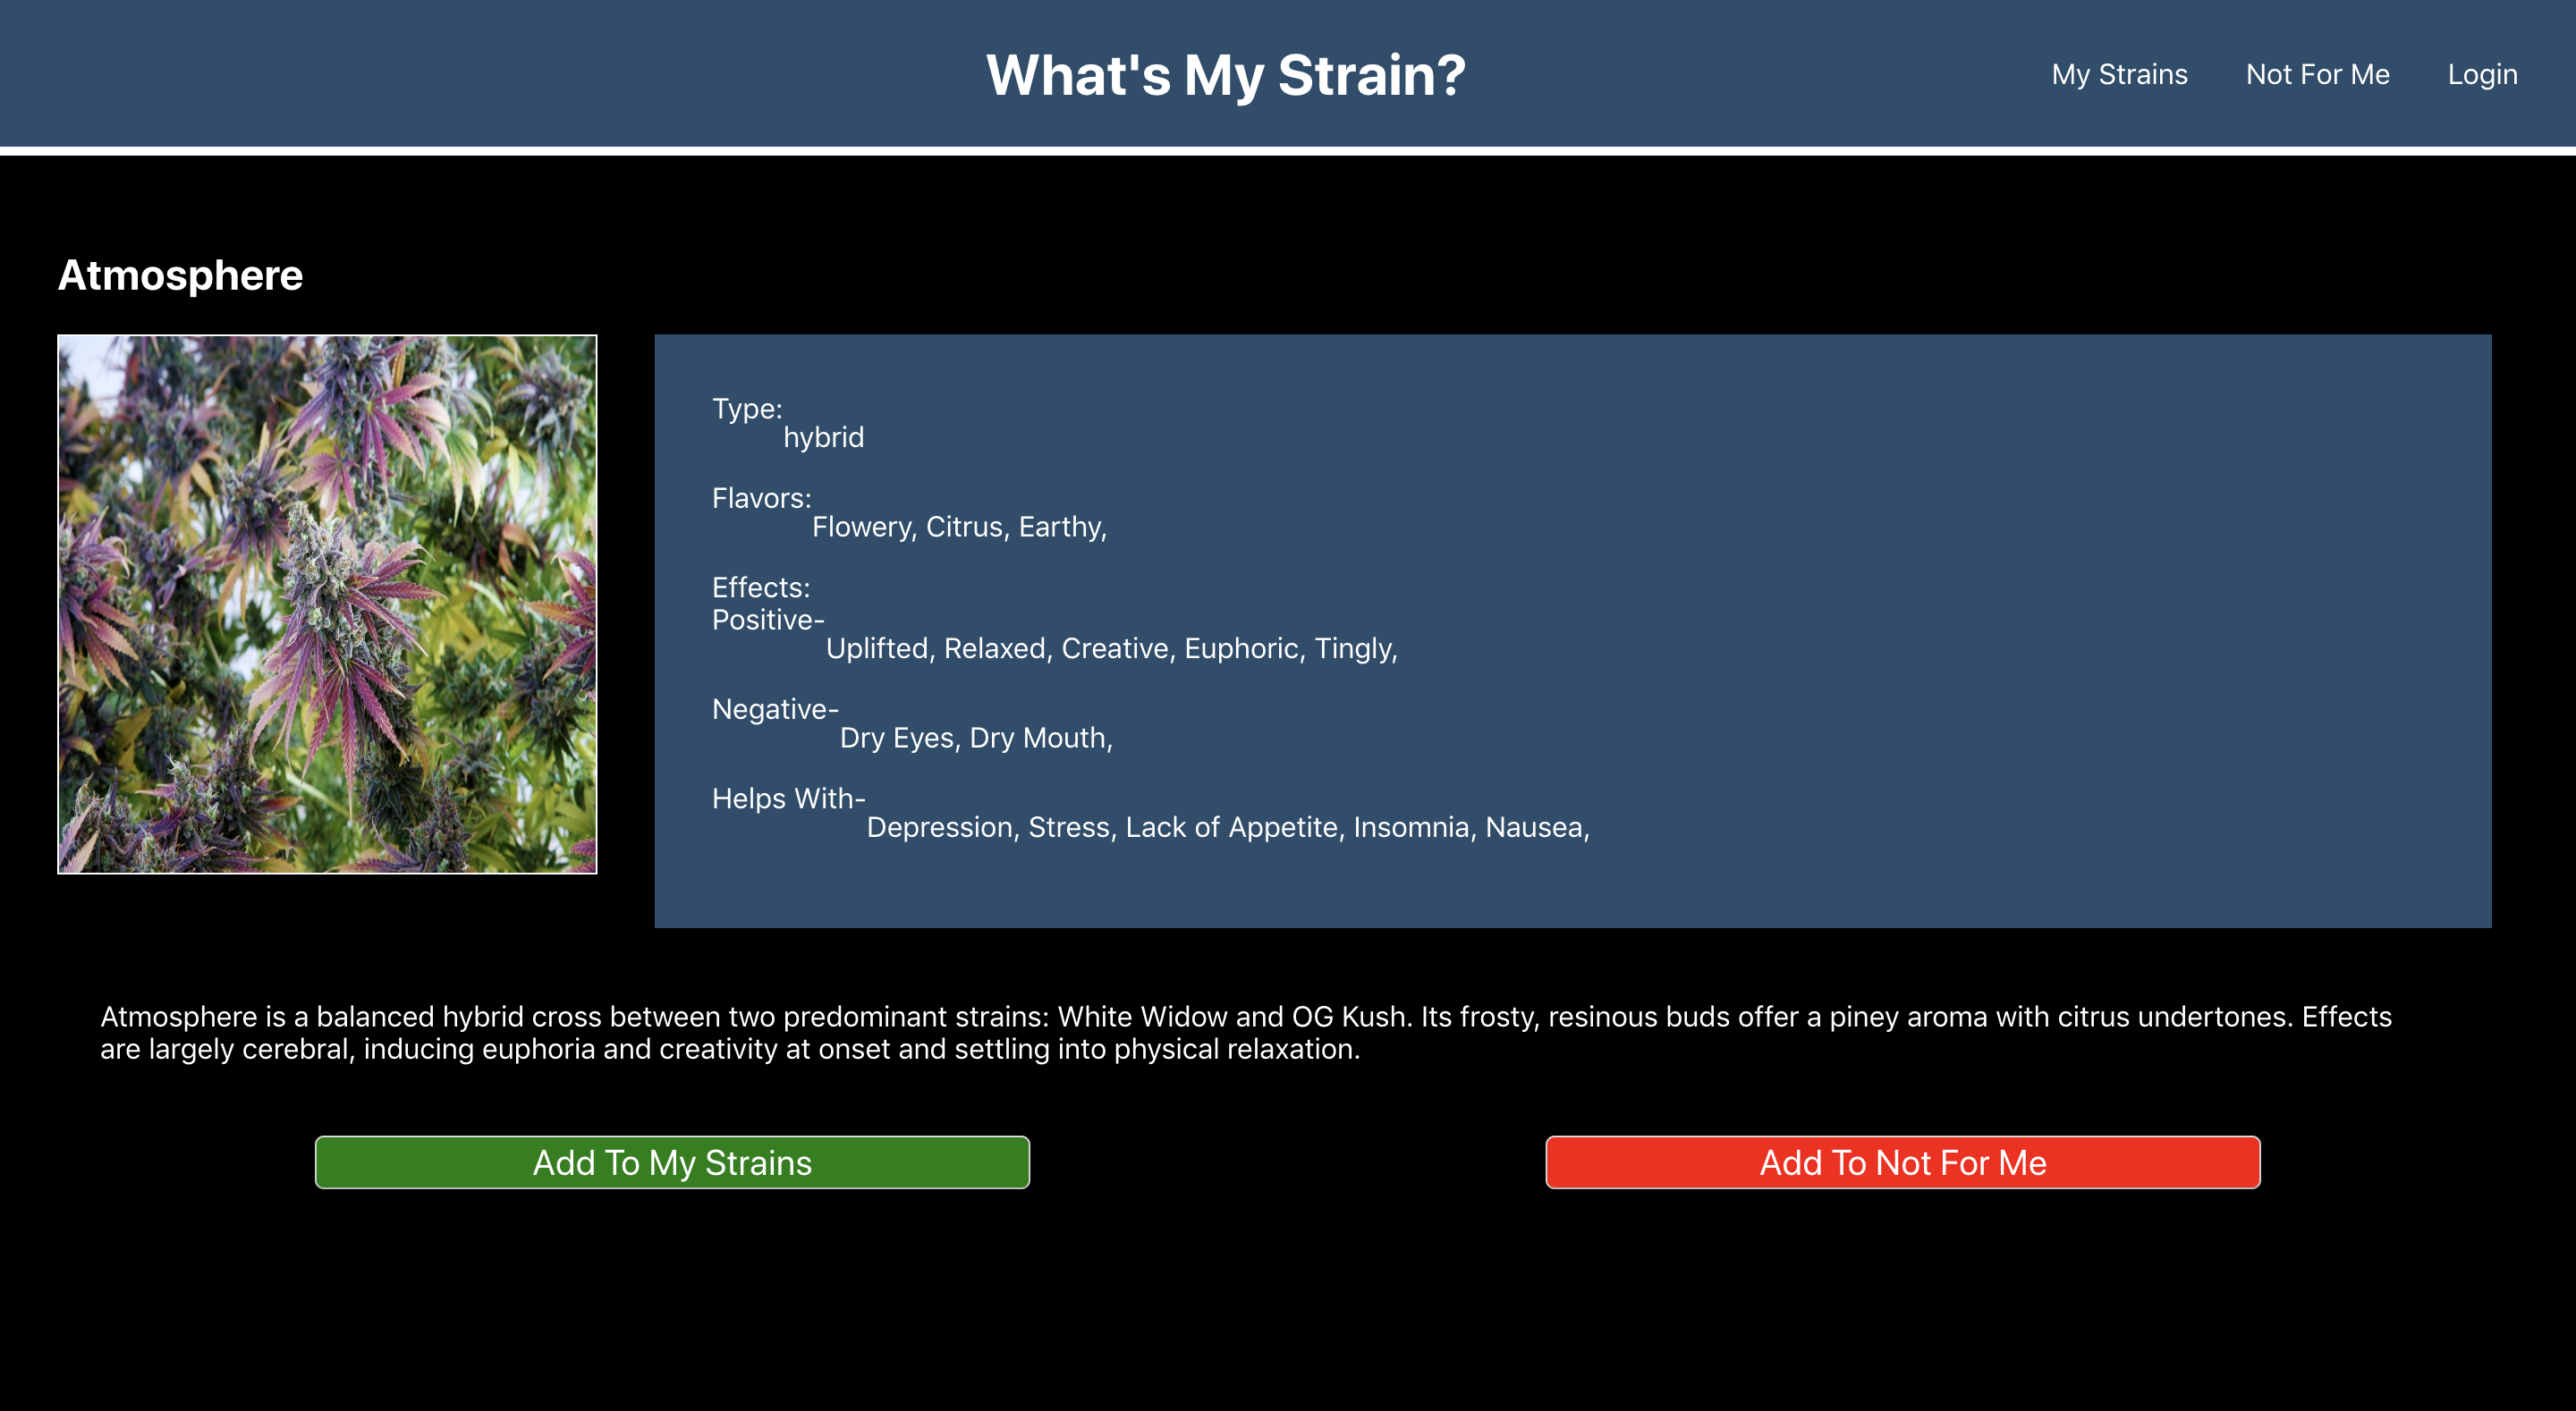 What's My Strain?
My Strains
Not For Me
Login
Atmosphere
Type:
hybrid
Flavors:
Flowery, Citrus, Earthy,
Effects:
Positive-
Uplifted, Relaxed, Creative, Euphoric, Tingly,
Negative-
Dry Eyes, Dry Mouth,
Helps With-
Depression, Stress, Lack of Appetite, Insomnia, Nausea,
Atmosphere is a balanced hybrid cross between two predominant strains: White Widow and OG Kush. Its frosty, resinous buds offer a piney aroma with citrus undertones. Effects
are largely cerebral, inducing euphoria and creativity at onset and settling into physical relaxation.
Add To My Strains
Add To Not For Me